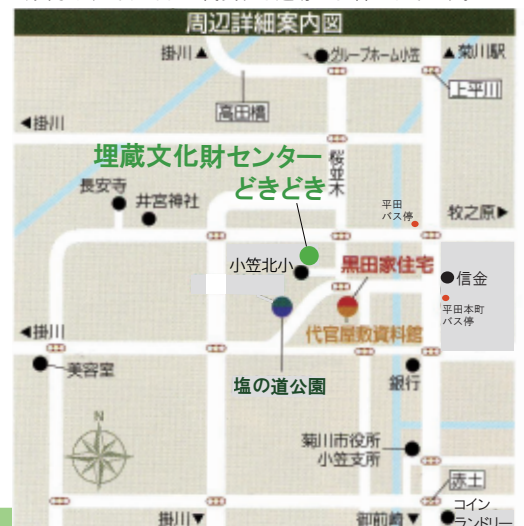 周辺詳細案内図
掛川▲
グループホーム小笠
▲菊川駅
上平川
高田橋
◀掛川
埋蔵文化財センター
どきどき
桜並木
長安寺
井宮神社
平田
バス停
牧之原▶
小笠北小
黒田家住宅
信金
平田本町
バス停
代官屋敷資料館
◀掛川
美容室
塩の道公園
銀行
N
菊川市役所
小笠支所
赤土
掛川▼
御前崎▼
コイン
ランドリー